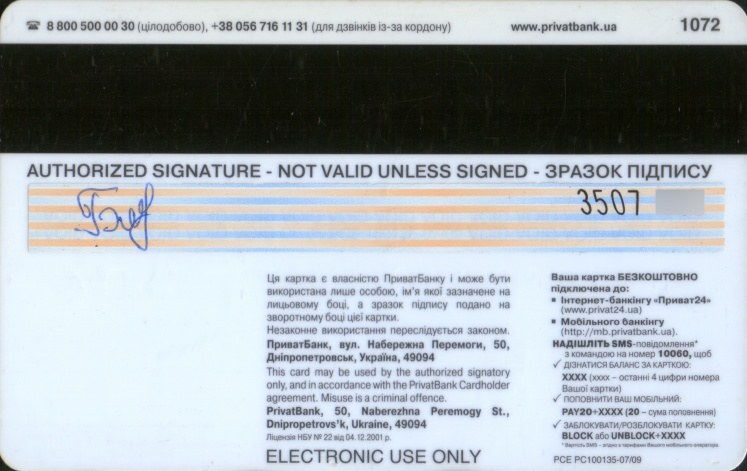 ☎ 8 800 500 00 30 (цілодобово), +38 056 716 11 31 (для дзвінків із-за кордону) www.privatbank.ua 1072
AUTHORIZED SIGNATURE - NOT VALID UNLESS SIGNED - ЗРАЗОК ПІДПИСУ
3507
Ця картка є власністю ПриватБанку і може бути
використана лише особою, ім’я якої зазначене на
лицьовому боці, а зразок підпису подано на
зворотному боці цієї картки.
Незаконне використання переслідується законом.
ПриватБанк, вул. Набережна Перемоги, 50,
Дніпропетровськ, Україна, 49094
This card may be used by the authorized signatory
only, and in accordance with the PrivatBank Cardholder
agreement. Misuse is a criminal offence.
PrivatBank, 50, Naberezhna Peremogy St.,
Dnipropetrovs'k, Ukraine, 49094
Ліцензія НБУ № 22 від 04.12.2001 р.
ELECTRONIC USE ONLY
Ваша картка БЕЗКОШТОВНО
підключена до:
▪ Інтернет-банкінгу «Приват24»
(www.privat24.ua)
▪ Мобільного банкінгу
(http://mb.privatbank.ua).
НАДІШЛІТЬ SMS-повідомлення*
з командою на номер 10060, щоб
✓ ДІЗНАТИСЯ БАЛАНС ЗА КАРТКОЮ:
XXXX (xxxx – останні 4 цифри номера
Вашої картки)
✓ ПОПОВНИТИ ВАШ МОБІЛЬНИЙ:
PAY20+XXXX (20 – сума поповнення)
✓ ЗАБЛОКУВАТИ/РОЗБЛОКУВАТИ КАРТКУ:
BLOCK або UNBLOCK+XXXX
* Вартість SMS – згідно з тарифами Вашого мобільного оператора.
PCE PC100135-07/09